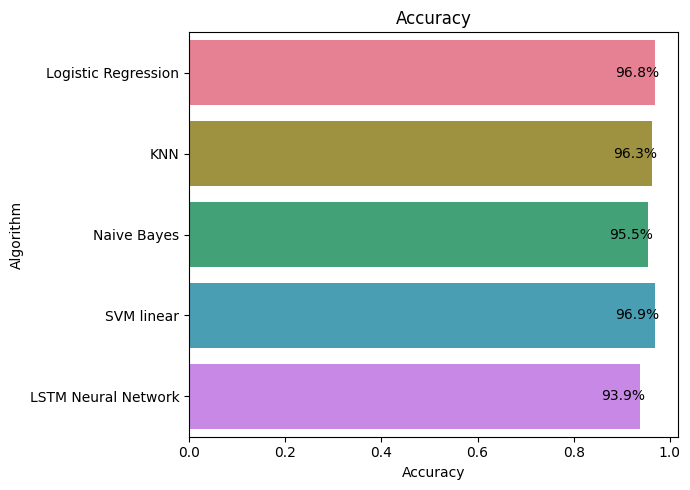 Accuracy
Logistic Regression
96.8%
KNN
96.3%
Naive Bayes
95.5%
SVM linear
96.9%
LSTM Neural Network
93.9%
Algorithm
0.0 0.2 0.4 0.6 0.8 1.0
Accuracy